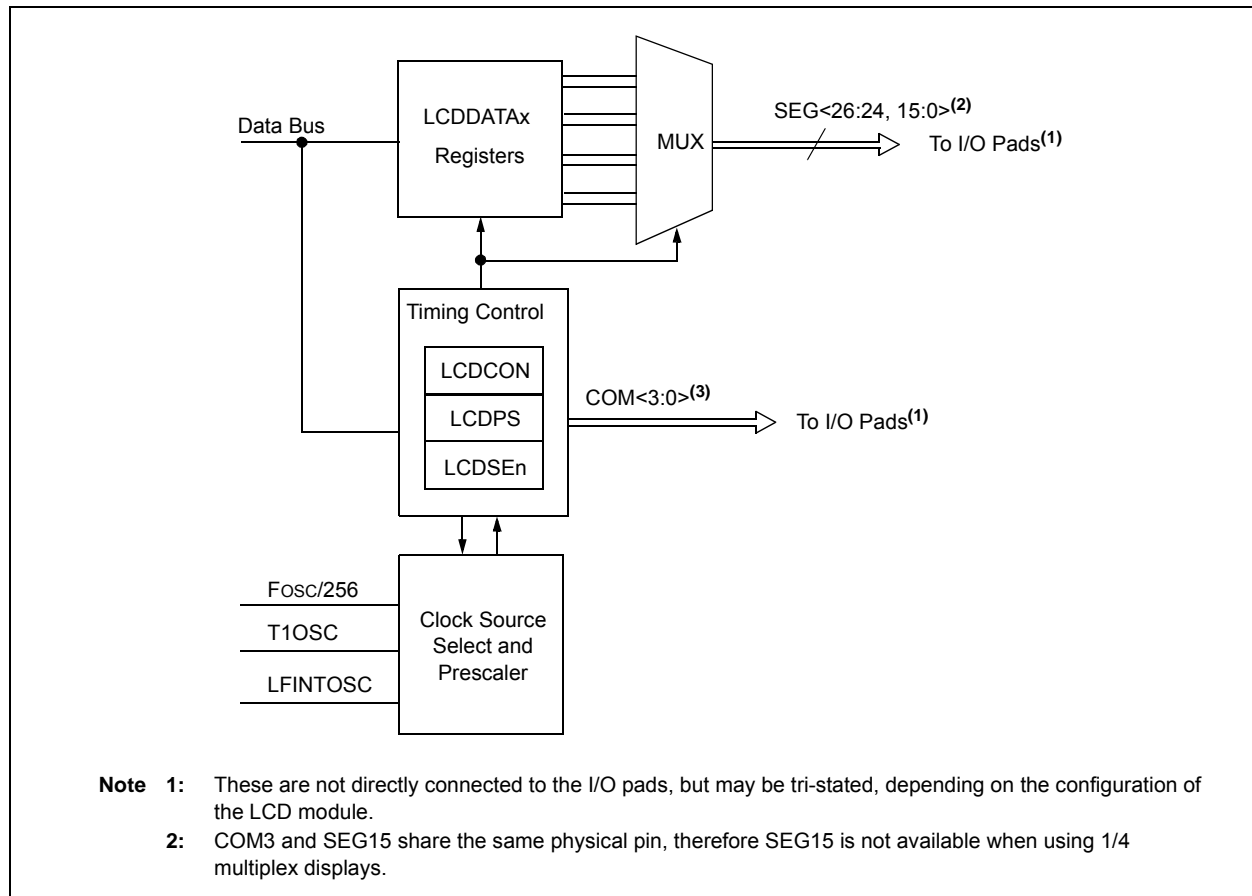 LCDDATAx
Registers
Data Bus
MUX
SEG<26:24, 15:0>(2)
To I/O Pads(1)
Timing Control
LCDCON
LCDPS
LCDSEn
COM<3:0>(3)
To I/O Pads(1)
FOSC/256
T1OSC
LFINTOSC
Clock Source
Select and
Prescaler
Note 1: These are not directly connected to the I/O pads, but may be tri-stated, depending on the configuration of
the LCD module.
2: COM3 and SEG15 share the same physical pin, therefore SEG15 is not available when using 1/4
multiplex displays.